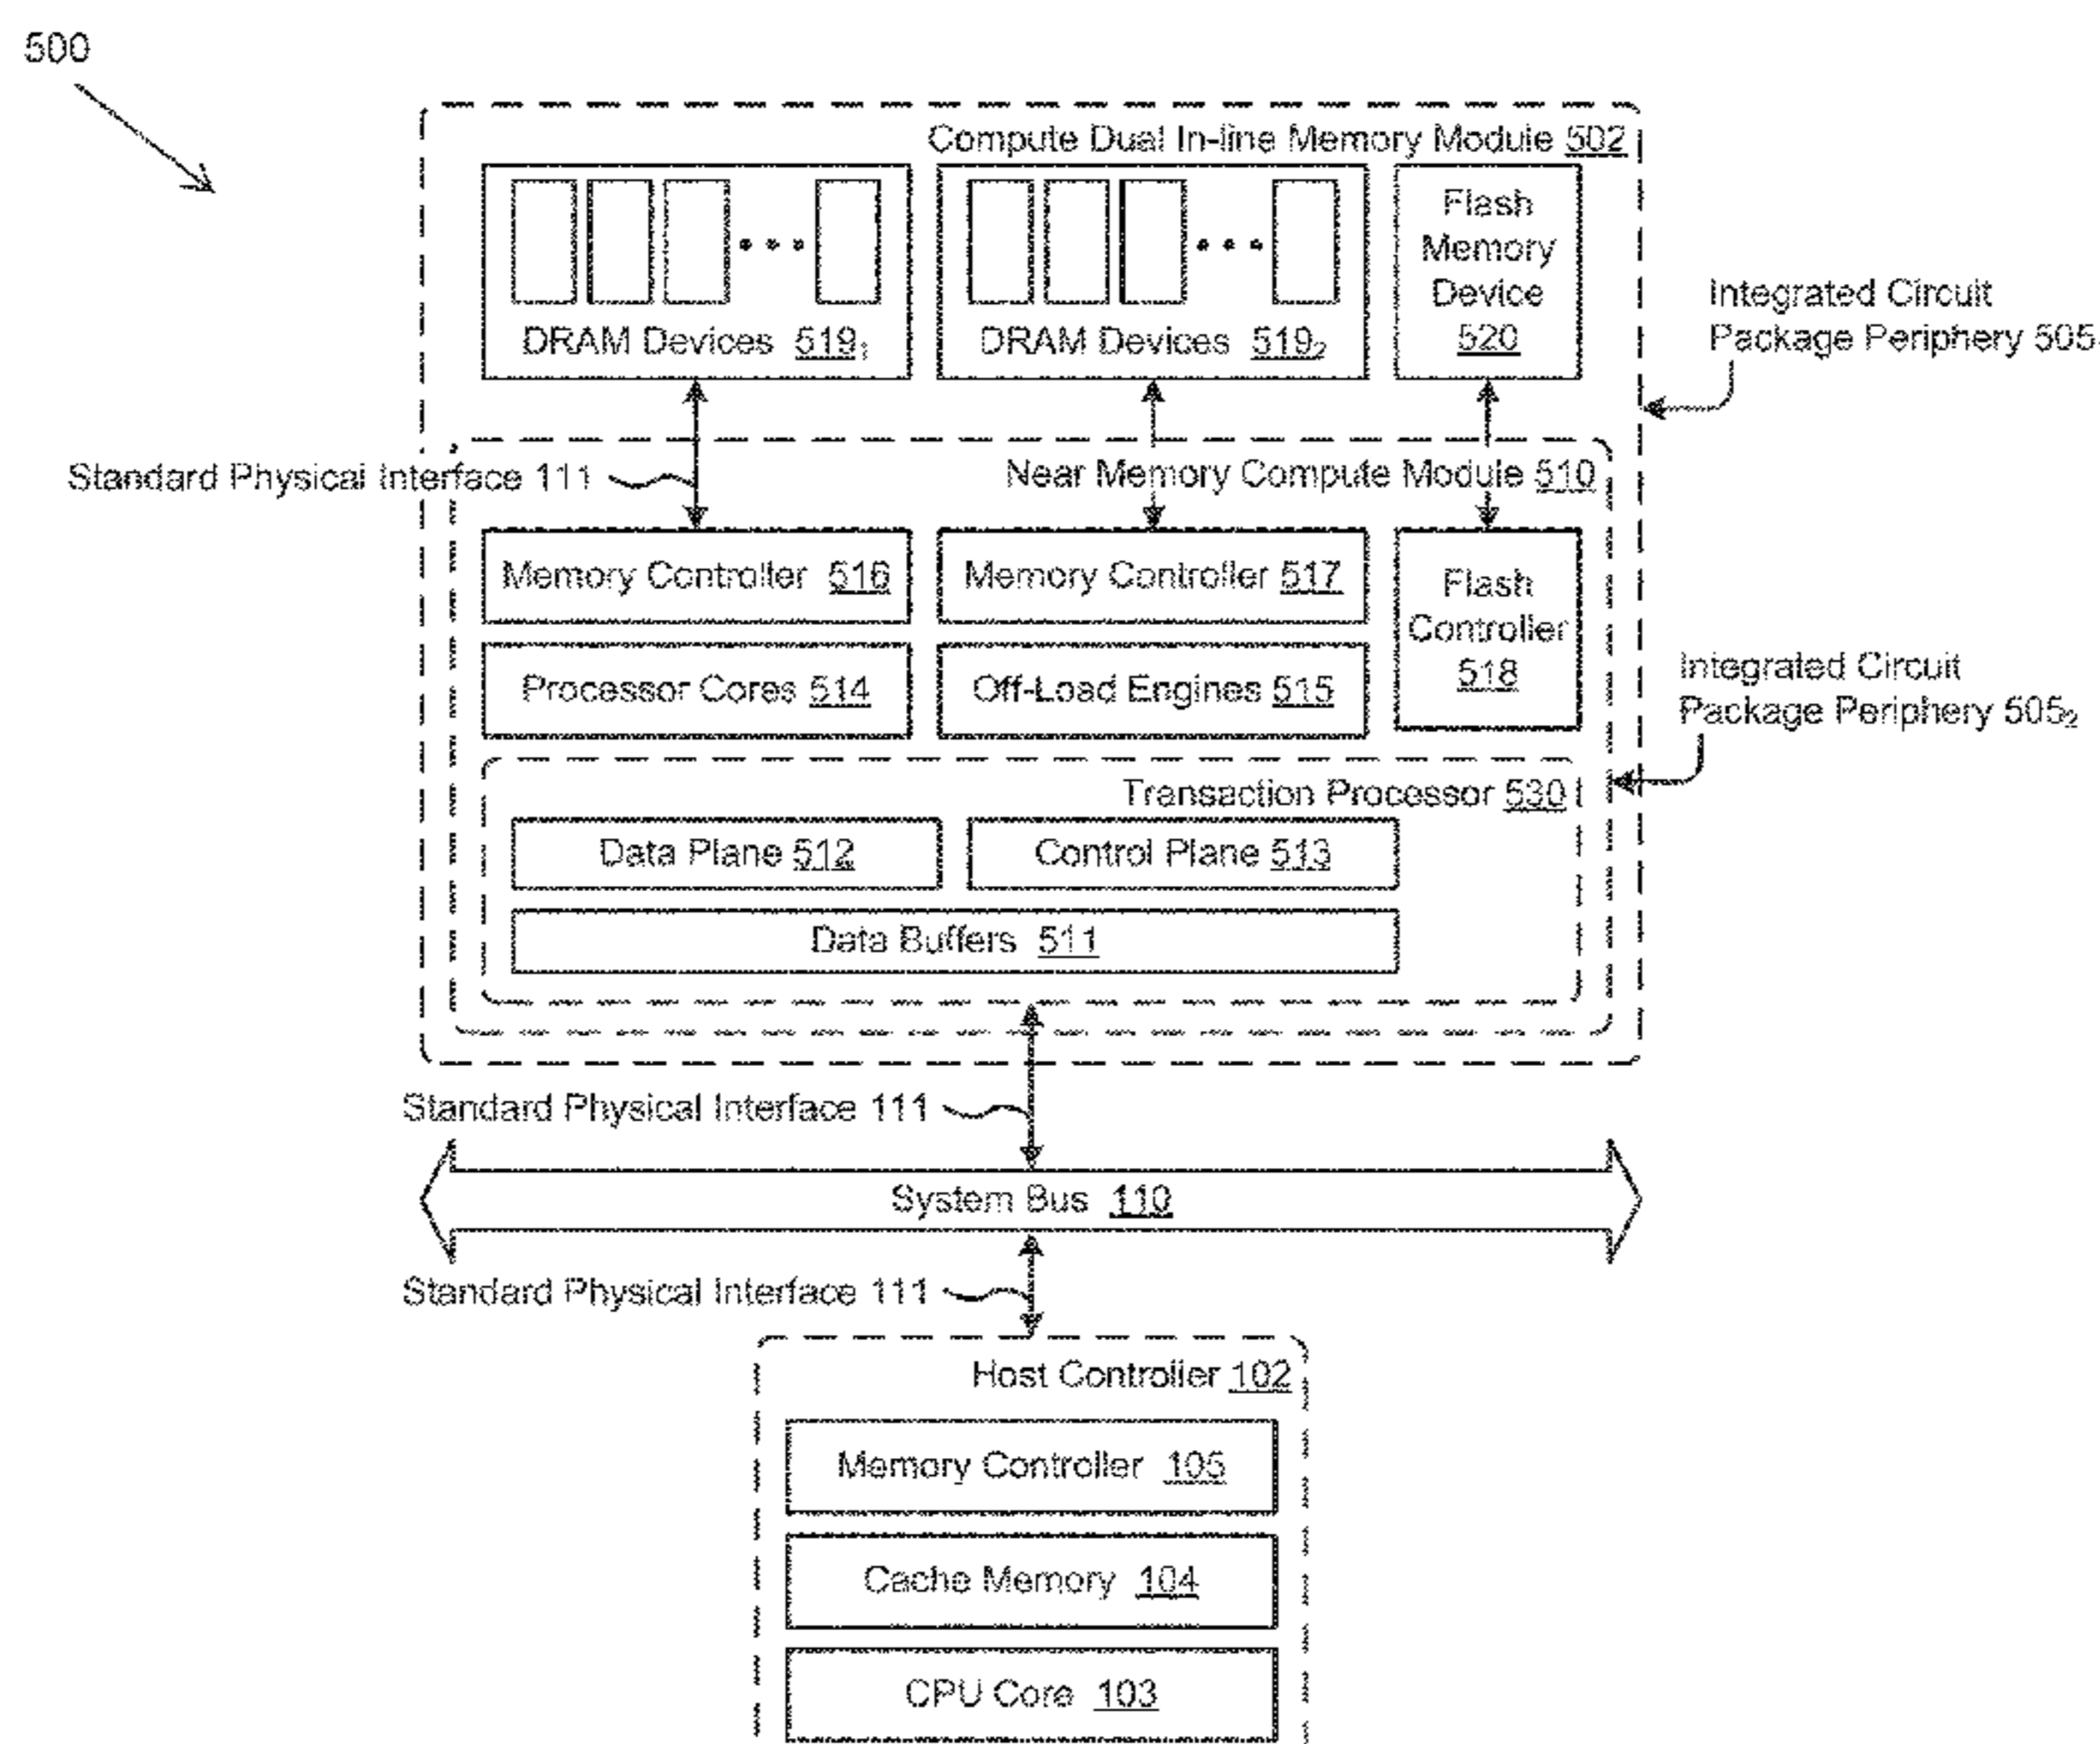 500
Compute Dual In-line Memory Module 502
DRAM Devices 519₁
DRAM Devices 519₂
Flash
Memory
Device
520
Integrated Circuit
Package Periphery 505
Standard Physical Interface 111
Near Memory Compute Module 510
Memory Controller 516
Memory Controller 517
Flash
Controller
518
Processor Cores 514
Off-Load Engines 515
Integrated Circuit
Package Periphery 505₂
Transaction Processor 530
Data Plane 512
Control Plane 513
Data Buffers 511
Standard Physical Interface 111
System Bus 110
Standard Physical Interface 111
Host Controller 102
Memory Controller 105
Cache Memory 104
CPU Core 103